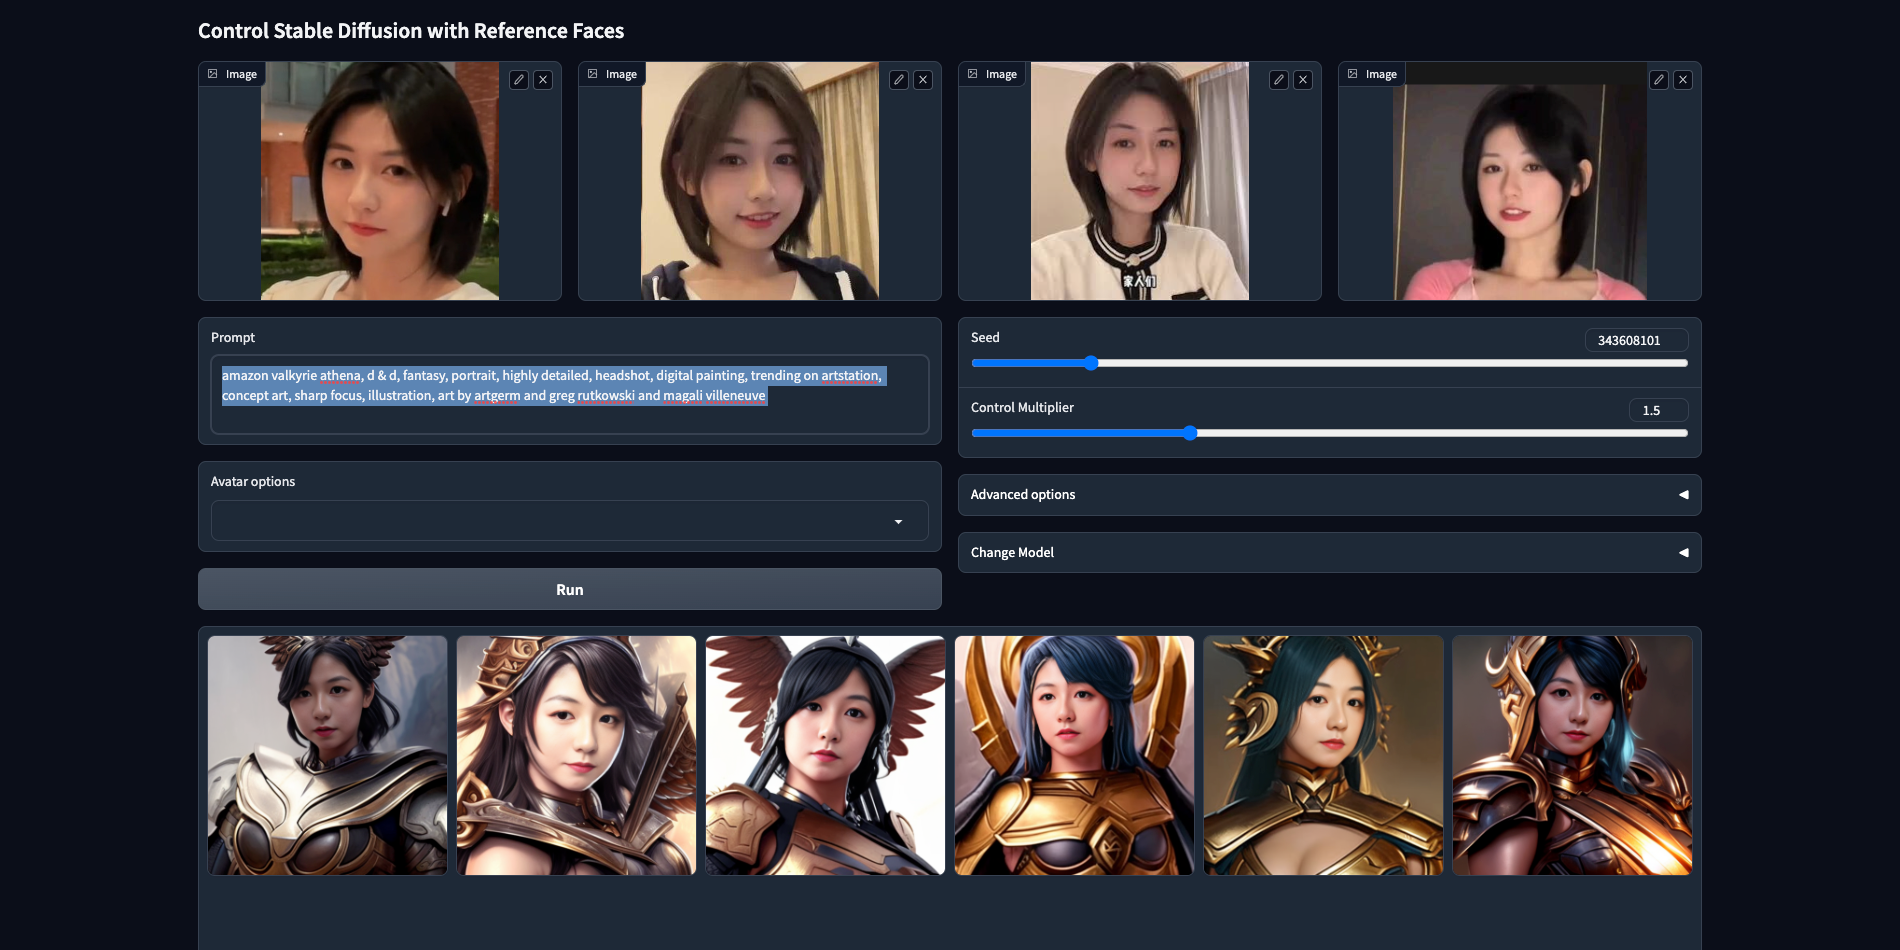 Control Stable Diffusion with Reference Faces
Image
Image
Image
Image
家人们
Prompt
amazon valkyrie athena, d & d, fantasy, portrait, highly detailed, headshot, digital painting, trending on artstation,
concept art, sharp focus, illustration, art by artgerm and greg rutkowski and magali villeneuve
Seed
343608101
Control Multiplier
1.5
Avatar options
Advanced options
Change Model
Run